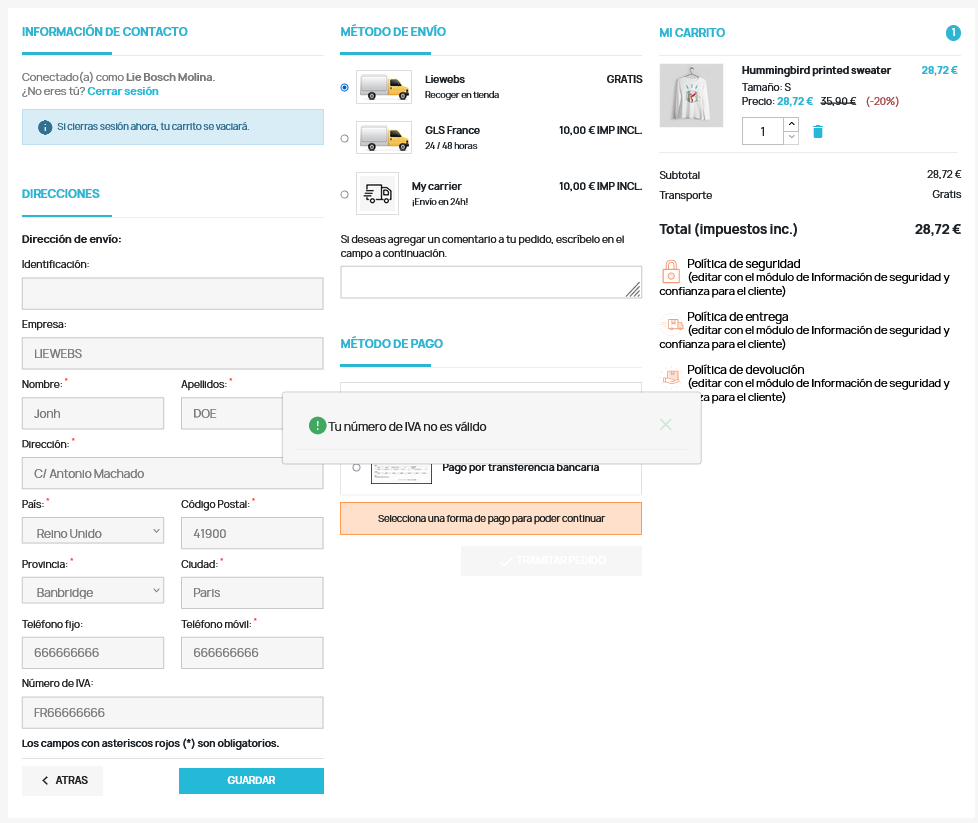 INFORMACIÓN DE CONTACTO
Conectado(a) como Lie Bosch Molina.
¿No eres tú? Cerrar sesión
Si cierras sesión ahora, tu carrito se vaciará.
DIRECCIONES
Dirección de envío:
Identificación:
Empresa:
LIEWEBS
Nombre: *
Apellidos: *
Jonh
DOE
Dirección: *
C/ Antonio Machado
País: *
Código Postal: *
Reino Unido
41900
Provincia: *
Ciudad: *
Banbridge
Paris
Teléfono fijo:
Teléfono móvil: *
666666666
666666666
Número de IVA:
FR66666666
Los campos con asteriscos rojos (*) son obligatorios.
ATRAS
GUARDAR
MÉTODO DE ENVÍO
Liewebs
GRATIS
Recoger en tienda
GLS France
10,00 € IMP INCL.
24 / 48 horas
My carrier
10,00 € IMP INCL.
¡Envío en 24h!
Si deseas agregar un comentario a tu pedido, escríbelo en el
campo a continuación.
MÉTODO DE PAGO
Tu número de IVA no es válido
Pago por transferencia bancaria
Selecciona una forma de pago para poder continuar
TRAMITAR PEDIDO
MI CARRITO
1
Hummingbird printed sweater
28,72 €
Tamaño: S
Precio: 28,72 € 35,90 € (-20%)
1
Subtotal
28,72 €
Transporte
Gratis
Total (impuestos inc.)
28,72 €
Política de seguridad
(editar con el módulo de Información de seguridad y
confianza para el cliente)
Política de entrega
(editar con el módulo de Información de seguridad y
confianza para el cliente)
Política de devolución
(editar con el módulo de Información de seguridad y
para el cliente)